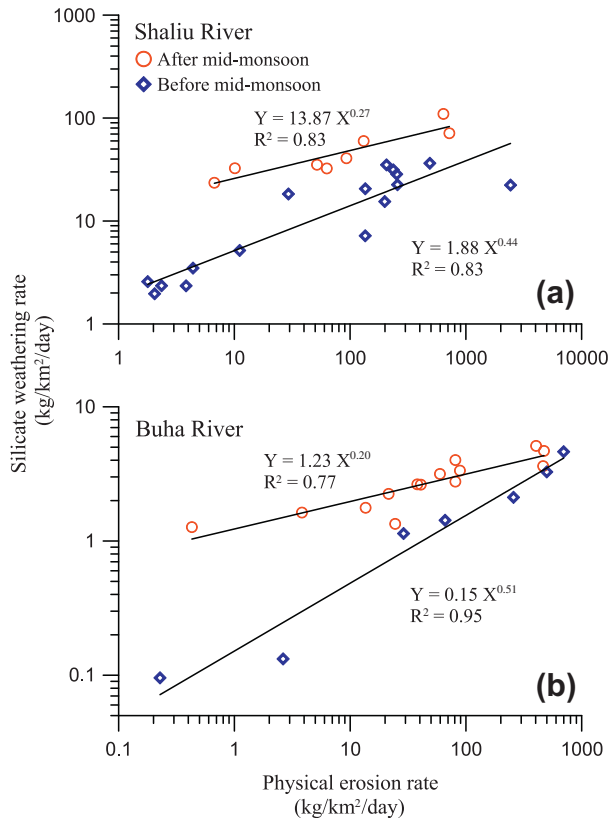 Shaliu River
After mid-monsoon
Before mid-monsoon
Y = 13.87 X^0.27
R² = 0.83
Y = 1.88 X^0.44
R² = 0.83
(a)
1000
100
10
1
1 10 100 1000 10000
Silicate weathering rate
(kg/km²/day)
Buha River
Y = 1.23 X^0.20
R² = 0.77
Y = 0.15 X^0.51
R² = 0.95
(b)
10
1
0.1
0.1 1 10 100 1000
Physical erosion rate
(kg/km²/day)